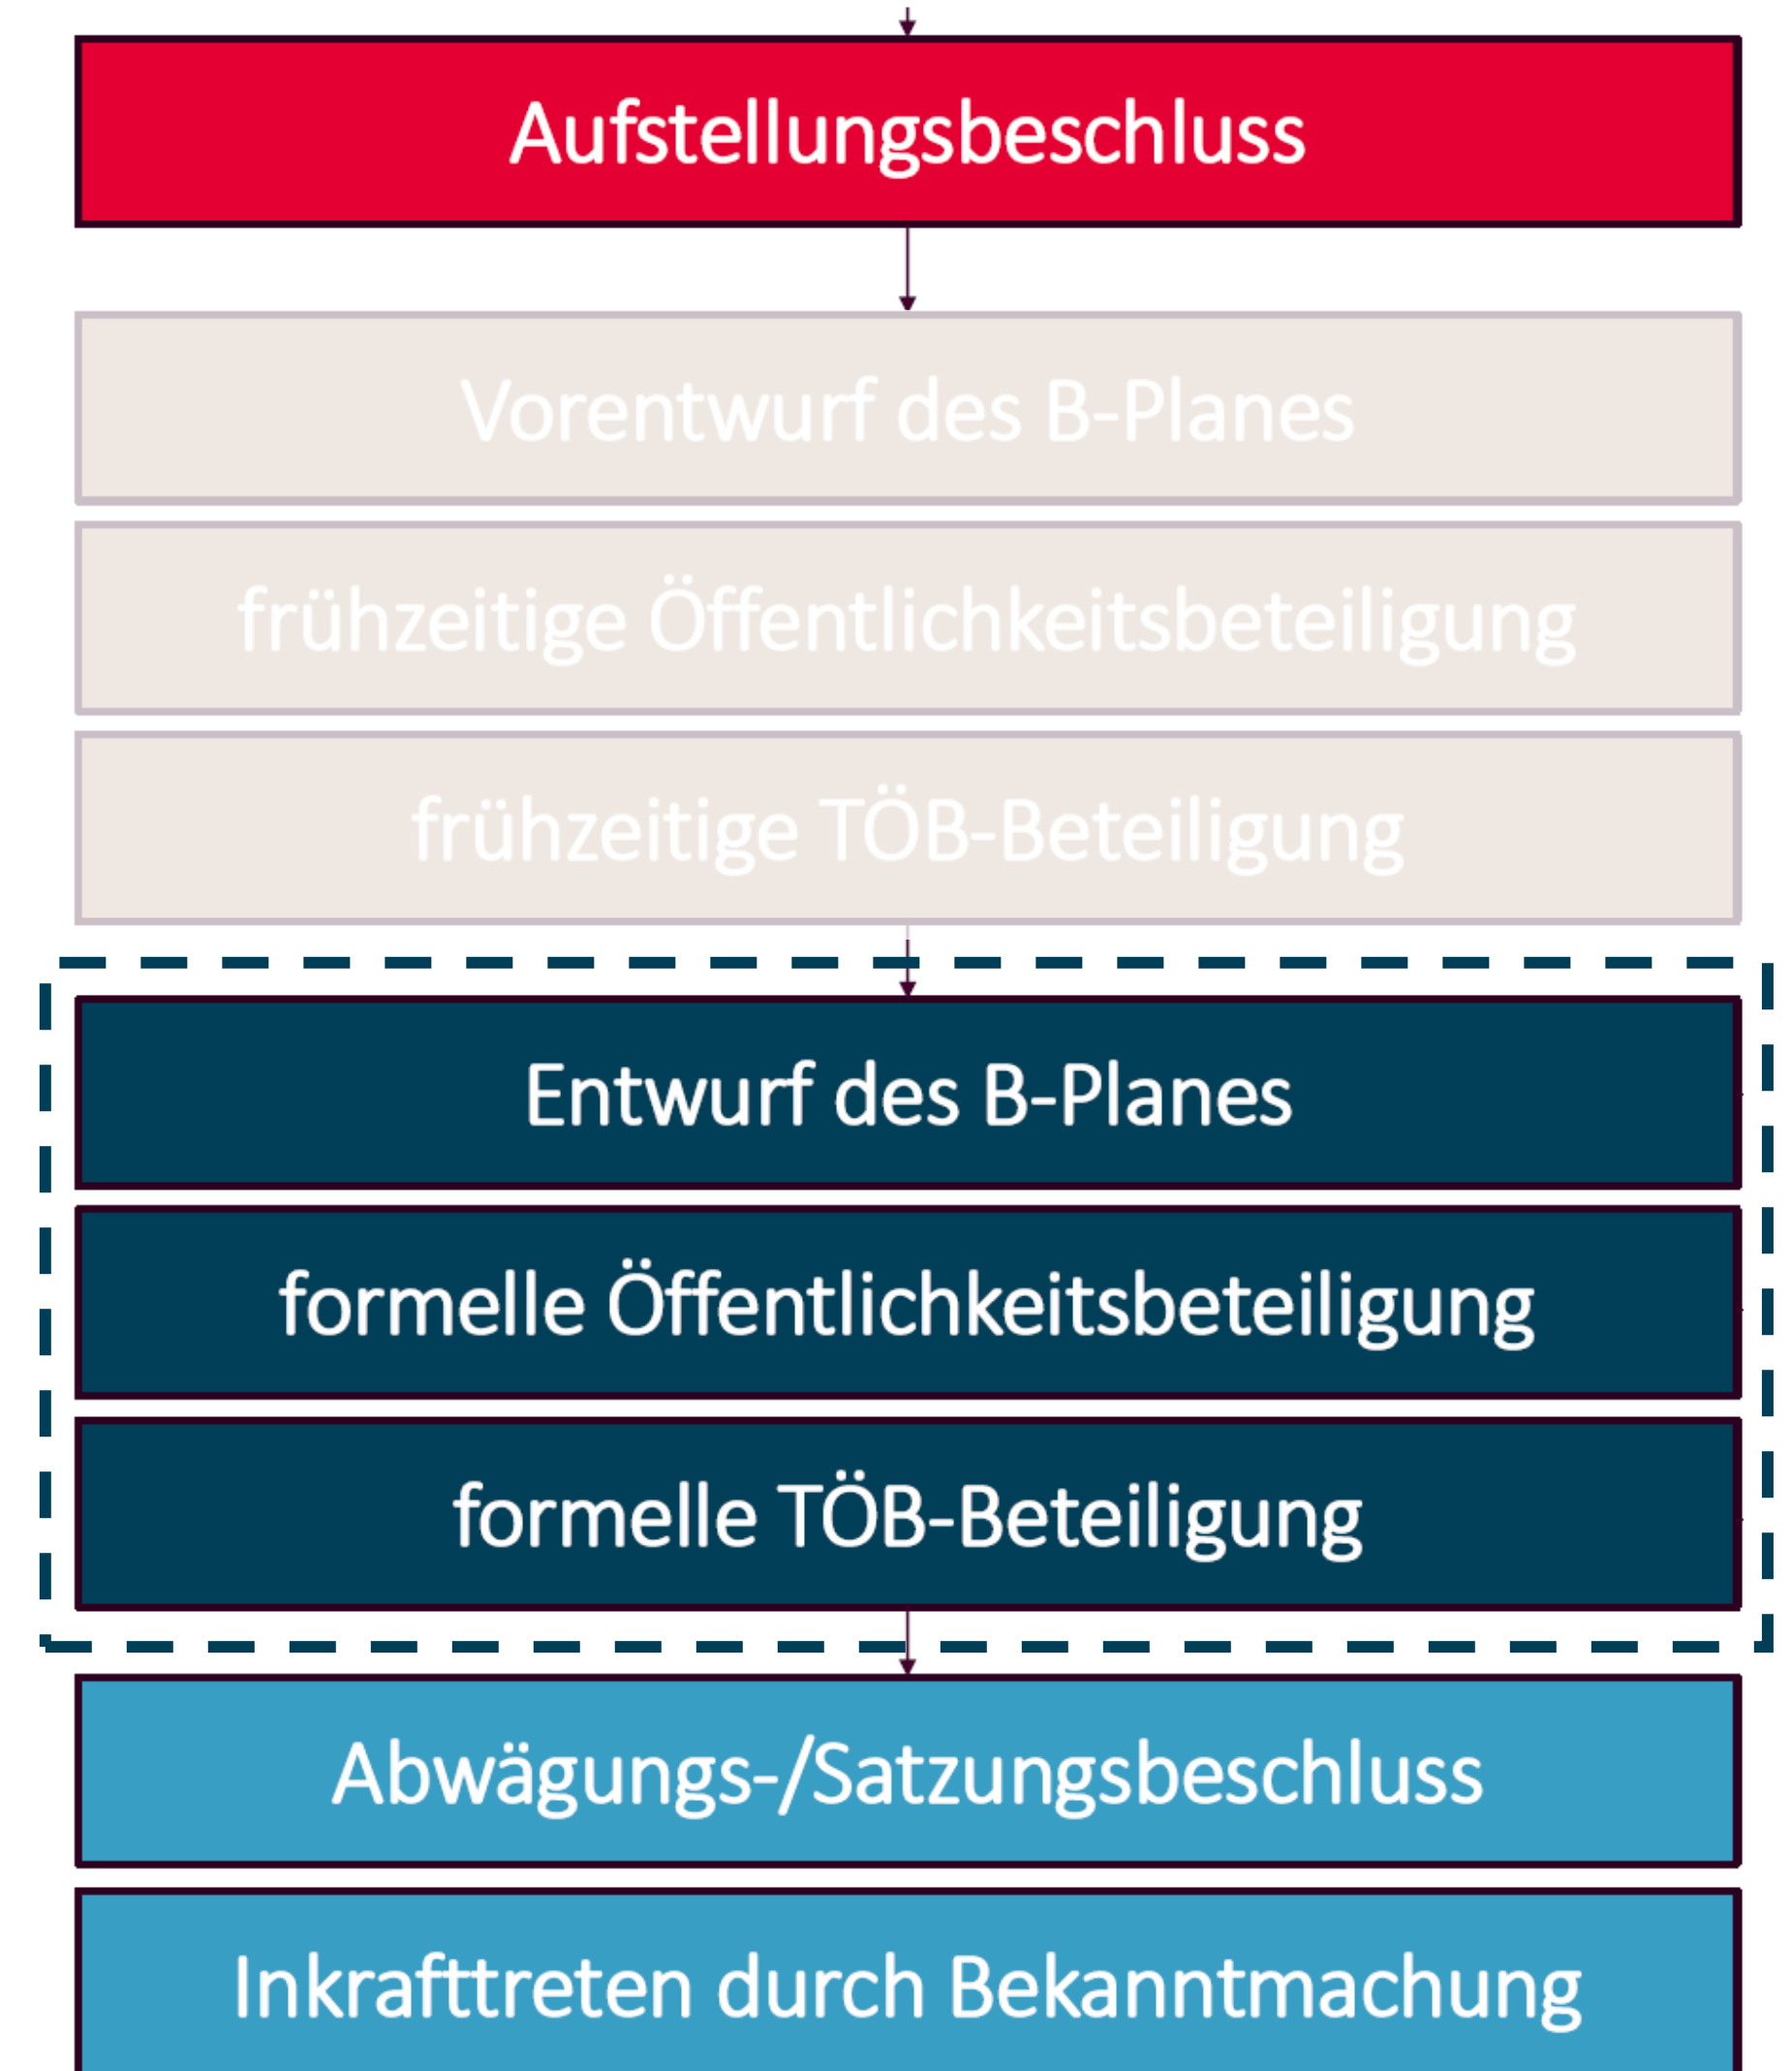 Aufstellungsbeschluss
Vorentwurf des B-Planes
frühzeitige Öffentlichkeitsbeteiligung
frühzeitige TÖB-Beteiligung
Entwurf des B-Planes
formelle Öffentlichkeitsbeteiligung
formelle TÖB-Beteiligung
Abwägungs-/Satzungsbeschluss
Inkrafttreten durch Bekanntmachung